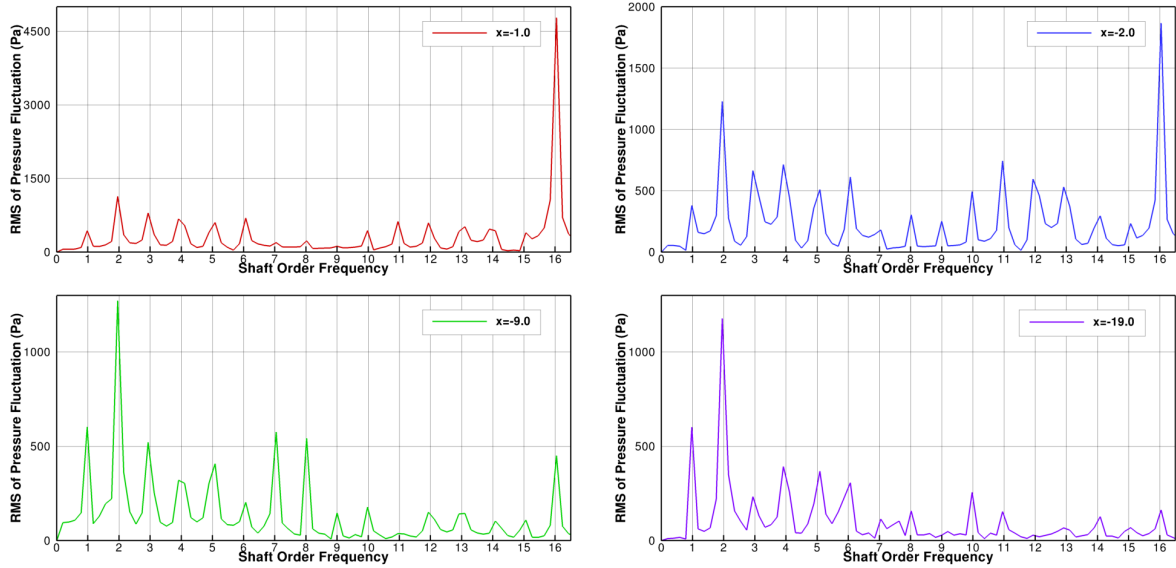 RMS of Pressure Fluctuation (Pa)
4500
3000
1500
0
x=-1.0
0 1 2 3 4 5 6 7 8 9 10 11 12 13 14 15 16
Shaft Order Frequency
RMS of Pressure Fluctuation (Pa)
2000
1500
1000
500
0
x=-2.0
0 1 2 3 4 5 6 7 8 9 10 11 12 13 14 15 16
Shaft Order Frequency
RMS of Pressure Fluctuation (Pa)
1000
500
0
x=-9.0
0 1 2 3 4 5 6 7 8 9 10 11 12 13 14 15 16
Shaft Order Frequency
RMS of Pressure Fluctuation (Pa)
1000
500
0
x=-19.0
0 1 2 3 4 5 6 7 8 9 10 11 12 13 14 15 16
Shaft Order Frequency